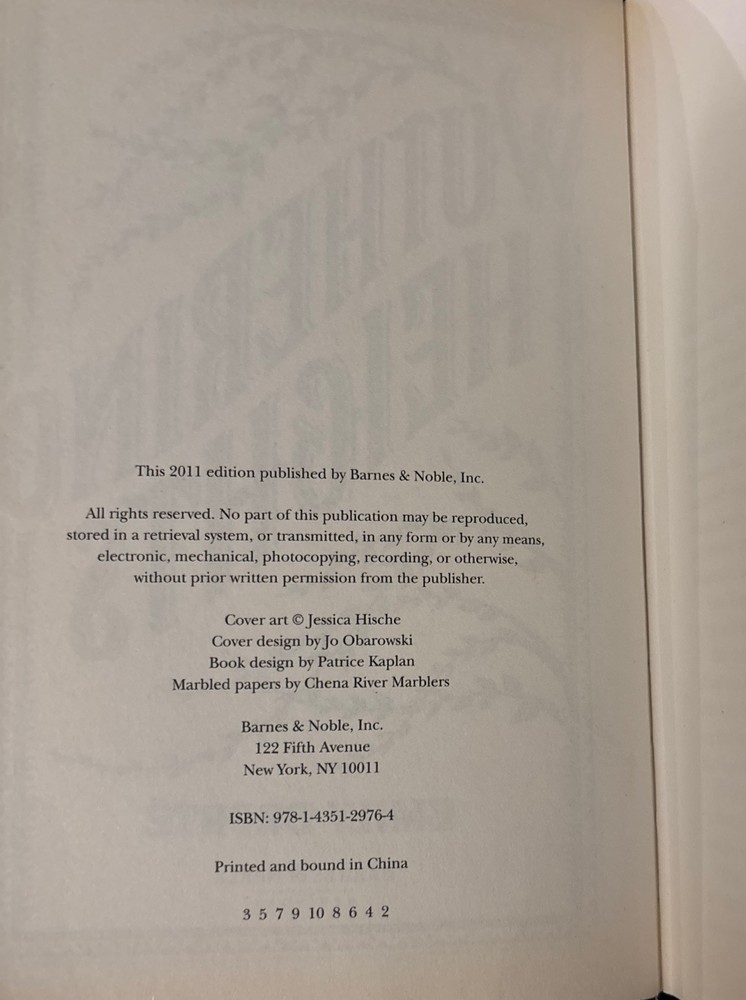 This 2011 edition published by Barnes & Noble, Inc.
All rights reserved. No part of this publication may be reproduced,
stored in a retrieval system, or transmitted, in any form or by any means,
electronic, mechanical, photocopying, recording, or otherwise,
without prior written permission from the publisher.
Cover art © Jessica Hische
Cover design by Jo Obarowski
Book design by Patrice Kaplan
Marbled papers by Chena River Marblers
Barnes & Noble, Inc.
122 Fifth Avenue
New York, NY 10011
ISBN: 978-1-4351-2976-4
Printed and bound in China
3 5 7 9 10 8 6 4 2